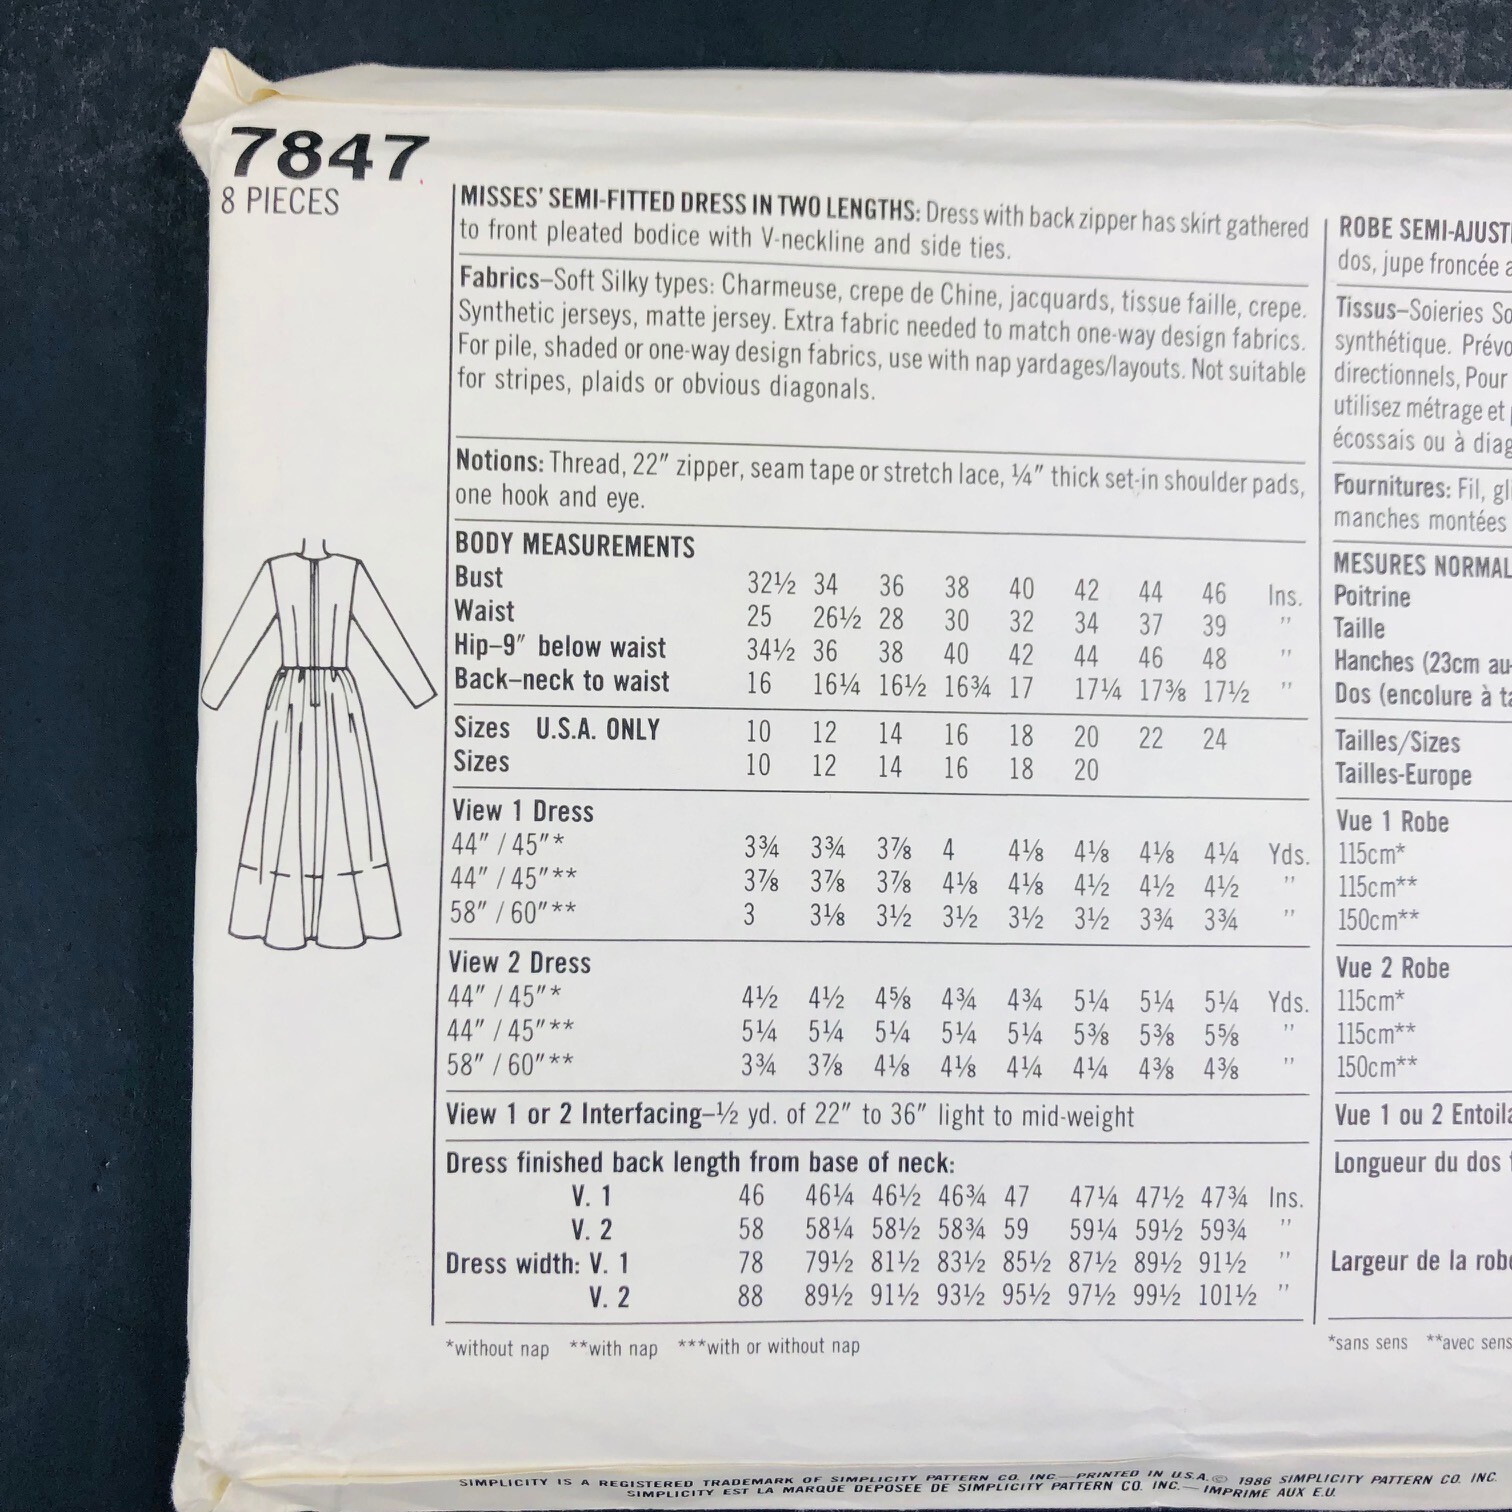 7847
8 PIECES
MISSES' SEMI-FITTED DRESS IN TWO LENGTHS: Dress with back zipper has skirt gathered
to front pleated bodice with V-neckline and side ties.
Fabrics–Soft Silky types: Charmeuse, crepe de Chine, jacquards, tissue faille, crepe.
Synthetic jerseys, matte jersey. Extra fabric needed to match one-way design fabrics.
For pile, shaded or one-way design fabrics, use with nap yardages/layouts. Not suitable
for stripes, plaids or obvious diagonals.
Notions: Thread, 22″ zipper, seam tape or stretch lace, ¼″ thick set-in shoulder pads,
one hook and eye.
BODY MEASUREMENTS
Bust 32½ 34 36 38 40 42 44 46 Ins.
Waist 25 26½ 28 30 32 34 37 39 ″
Hip–9″ below waist 34½ 36 38 40 42 44 46 48 ″
Back–neck to waist 16 16¼ 16½ 16¾ 17 17¼ 17⅜ 17½ ″
Sizes U.S.A. ONLY 10 12 14 16 18 20 22 24
Sizes 10 12 14 16 18 20
View 1 Dress
44″ / 45″* 3¾ 3¾ 3⅞ 4 4⅛ 4⅛ 4⅛ 4¼ Yds.
44″ / 45″** 3⅞ 3⅞ 3⅞ 4⅛ 4⅛ 4½ 4½ 4½ ″
58″ / 60″** 3 3⅛ 3½ 3½ 3½ 3½ 3¾ 3¾ ″
View 2 Dress
44″ / 45″* 4½ 4½ 4⅝ 4¾ 4¾ 5¼ 5¼ 5¼ Yds.
44″ / 45″** 5¼ 5¼ 5¼ 5¼ 5¼ 5⅜ 5⅜ 5⅝ ″
58″ / 60″** 3¾ 3⅞ 4⅛ 4⅛ 4¼ 4¼ 4⅜ 4⅜ ″
View 1 or 2 Interfacing–½ yd. of 22″ to 36″ light to mid-weight
Dress finished back length from base of neck:
V. 1 46 46¼ 46½ 46¾ 47 47¼ 47½ 47¾ Ins.
V. 2 58 58¼ 58½ 58¾ 59 59¼ 59½ 59¾ ″
Dress width: V. 1 78 79½ 81½ 83½ 85½ 87½ 89½ 91½ ″
V. 2 88 89½ 91½ 93½ 95½ 97½ 99½ 101½ ″
*without nap **with nap ***with or without nap
ROBE SEMI-AJUST
dos, jupe froncée
Tissus–Soieries
synthétique.
directionnels, Pour
utilisez métrage et
écossais ou à
Fournitures: Fil,
manches montées
MESURES NORMAL
Poitrine
Taille
Hanches (23cm au-
Dos (encolure à
Tailles/Sizes
Tailles-Europe
Vue 1 Robe
115cm*
115cm**
150cm**
Vue 2 Robe
115cm*
115cm**
150cm**
Vue 1 ou 2
Longueur du dos
Largeur de la
*sans sens **avec sens
SIMPLICITY IS A REGISTERED TRADEMARK OF SIMPLICITY PATTERN CO. INC.—PRINTED IN U.S.A. © 1986 SIMPLICITY PATTERN CO. INC.
SIMPLICITY EST LA MARQUE DEPOSEE DE SIMPLICITY PATTERN CO. INC.—IMPRIME AUX E.U.